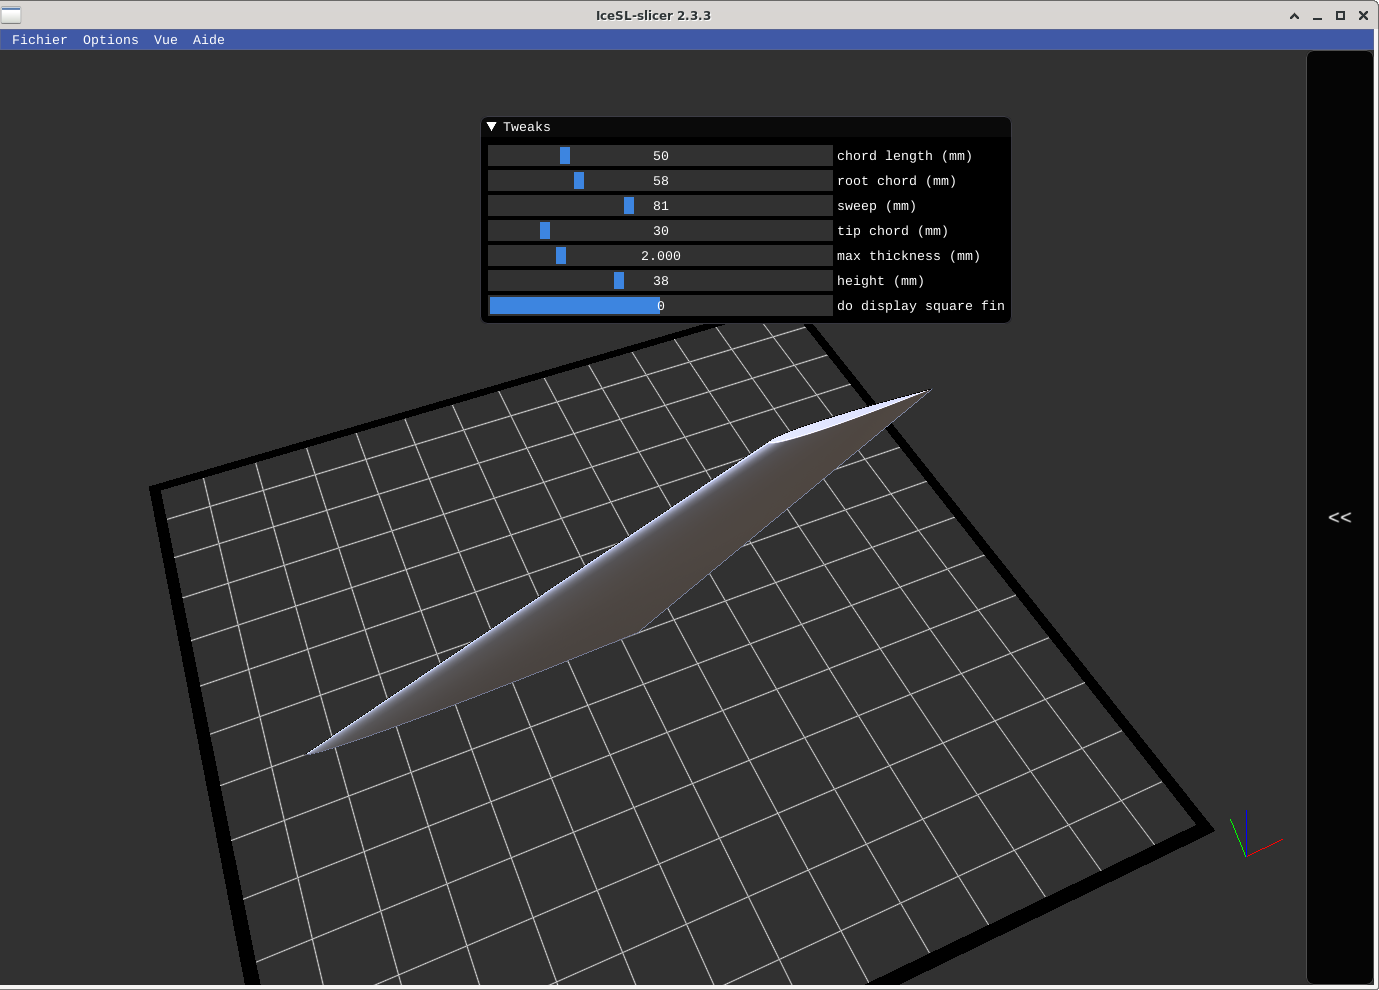 IceSL-slicer 2.3.3
Fichier Options Vue Aide
Tweaks
50 chord length (mm)
58 root chord (mm)
81 sweep (mm)
30 tip chord (mm)
2.000 max thickness (mm)
38 height (mm)
0 do display square fin
<<